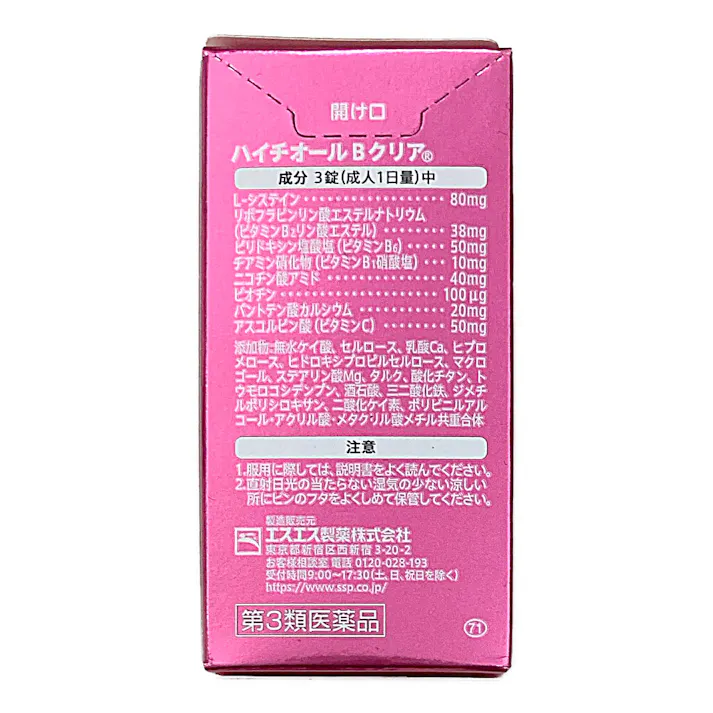 開け口
ハイチオールBクリア®
成分 3錠(成人1日量)中
L-システイン ・・・・・・・・・・・・・・・・・ 80mg
リボフラビンリン酸エステルナトリウム
(ビタミンB2リン酸エステル) ・・・・・・・・・ 38mg
ピリドキシン塩酸塩(ビタミンB6) ・・・・・ 50mg
チアミン硝化物(ビタミンB1硝酸塩) ・・・ 10mg
ニコチン酸アミド ・・・・・・・・・・・・・・ 40mg
ビオチン ・・・・・・・・・・・・・・・・・・・ 100μg
パントテン酸カルシウム ・・・・・・・・・ 20mg
アスコルビン酸(ビタミンC) ・・・・・・・ 50mg
添加物:無水ケイ酸、セルロース、乳酸Ca、ヒプロ
メロース、ヒドロキシプロピルセルロース、マクロ
ゴール、ステアリン酸Mg、タルク、酸化チタン、ト
ウモロコシデンプン、酒石酸、三二酸化鉄、ジメチ
ルポリシロキサン、二酸化ケイ素、ポリビニルアル
コール・アクリル酸・メタクリル酸メチル共重合体
注意
1.服用に際しては、説明書をよく読んでください。
2.直射日光の当たらない湿気の少ない涼しい
所にビンのフタをよくしめて保管してください。
製造販売元
エスエス製薬株式会社
東京都新宿区西新宿3-20-2
お客様相談室 電話 0120-028-193
受付時間9:00~17:30(土、日、祝日を除く)
https://www.ssp.co.jp/
第3類医薬品
71